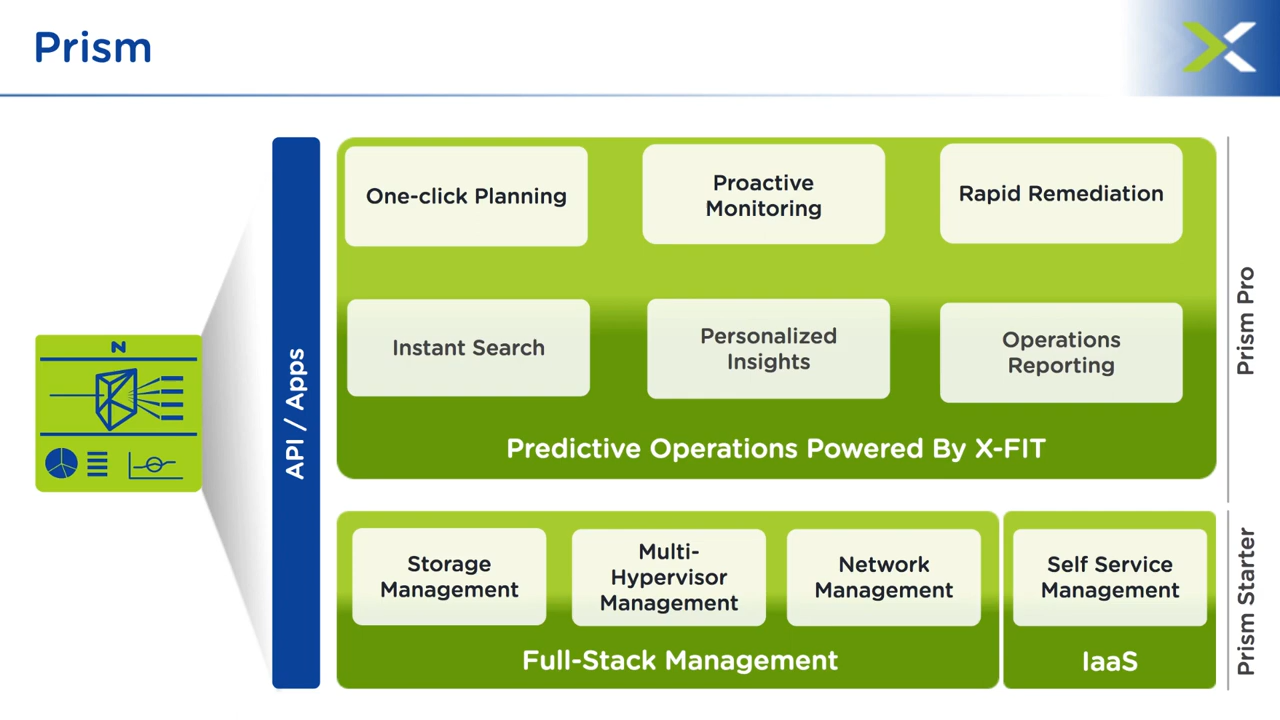 Prism
API / Apps
One-click Planning
Proactive
Monitoring
Rapid Remediation
Instant Search
Personalized
Insights
Operations
Reporting
Predictive Operations Powered By X-FIT
Prism Pro
Storage
Management
Multi-
Hypervisor
Management
Network
Management
Full-Stack Management
Self Service
Management
IaaS
Prism Starter
N